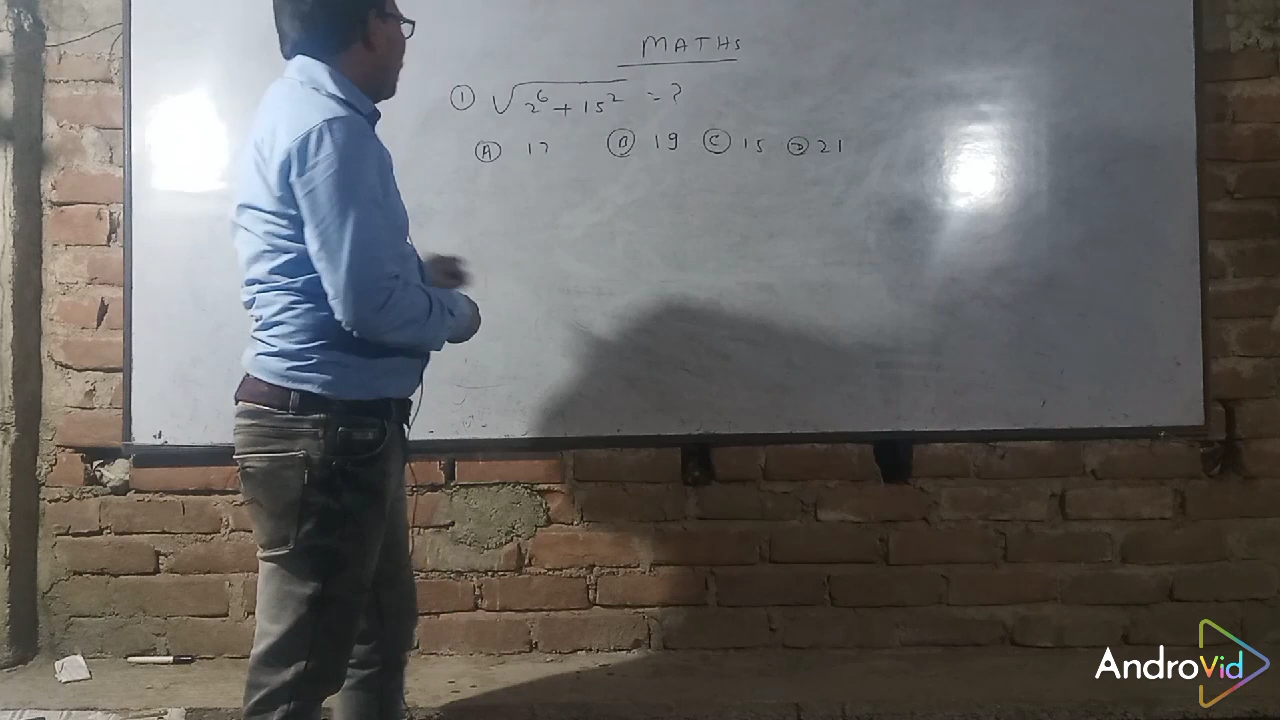 MATHS
① √2⁶+15² = ?
Ⓐ 17 Ⓑ 19 Ⓒ 15 Ⓓ 21
AndroVid